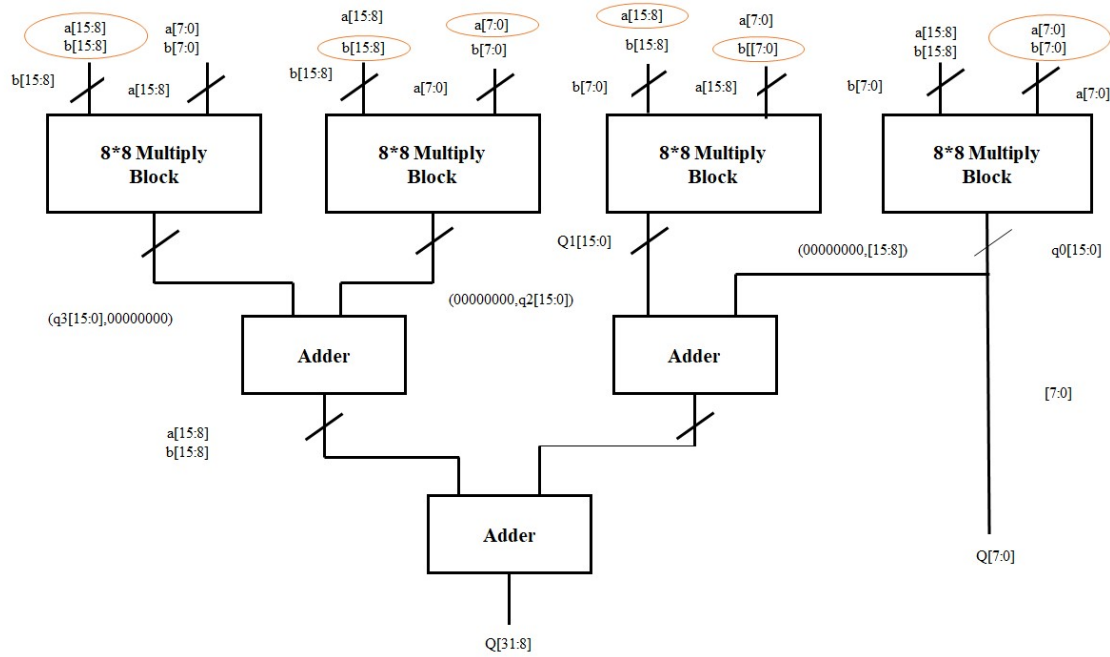 a[15:8]
b[15:8]
a[7:0]
b[7:0]
b[15:8]
a[15:8]
8*8 Multiply
Block
a[15:8]
b[15:8]
a[7:0]
b[7:0]
b[15:8]
a[7:0]
8*8 Multiply
Block
a[15:8]
b[15:8]
a[7:0]
b[[7:0]
b[7:0]
a[15:8]
8*8 Multiply
Block
a[15:8]
b[15:8]
a[7:0]
b[7:0]
b[7:0]
a[7:0]
8*8 Multiply
Block
Q1[15:0]
(00000000,[15:8])
q0[15:0]
(q3[15:0],00000000)
(00000000,q2[15:0])
Adder
Adder
[7:0]
a[15:8]
b[15:8]
Adder
Q[7:0]
Q[31:8]